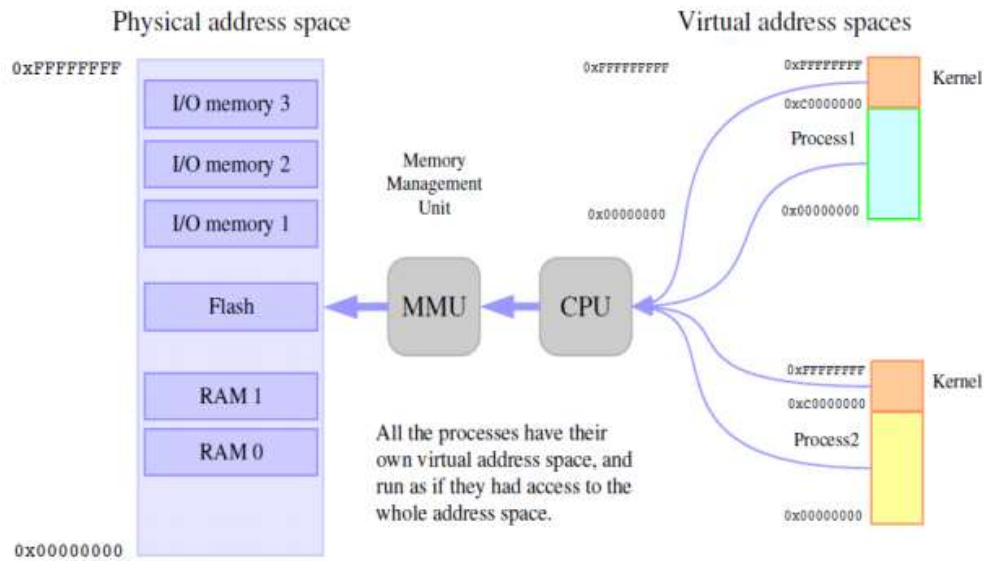 Physical address space
Virtual address spaces
0xFFFFFFFF
I/O memory 3
I/O memory 2
I/O memory 1
Flash
RAM 1
RAM 0
0x00000000
Memory
Management
Unit
MMU
CPU
All the processes have their
own virtual address space, and
run as if they had access to the
whole address space.
0xFFFFFFFFF
0x00000000
0xFFFFFFFF
Kernel
0xC0000000
Process1
0x00000000
0xFFFFFFFF
Kernel
0xC0000000
Process2
0x00000000